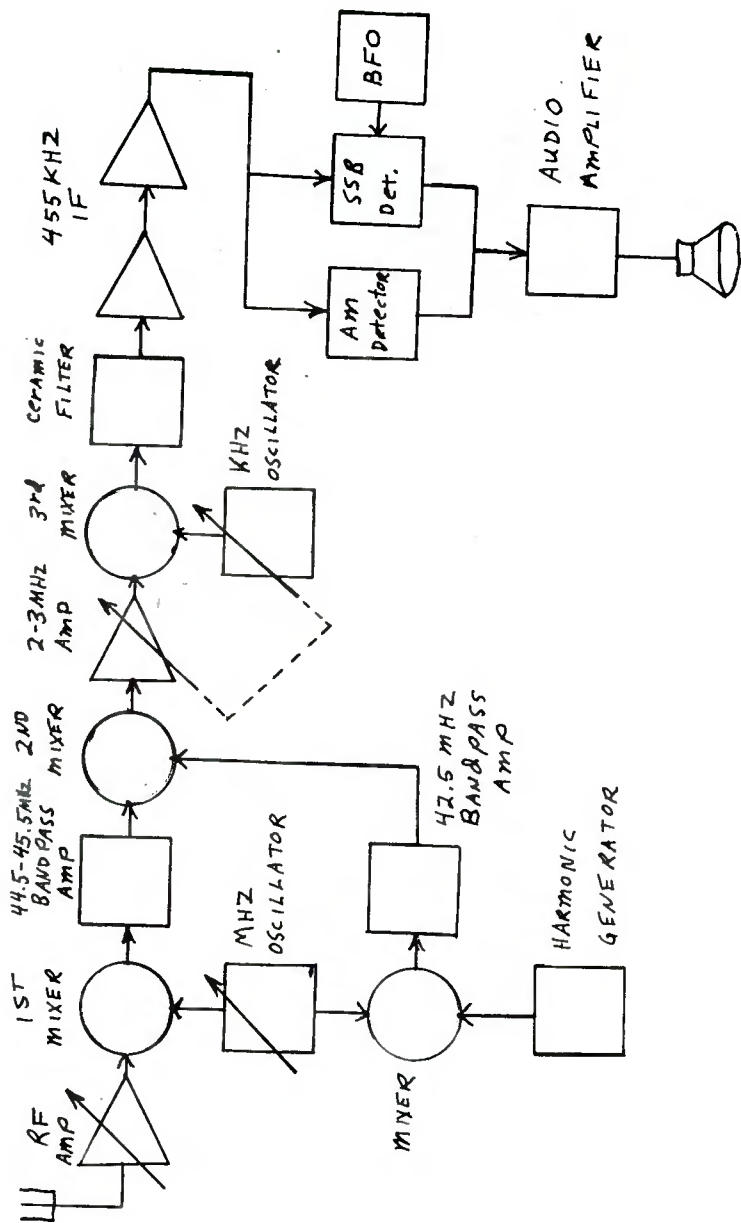 RF
AMP
1ST
MIXER
44.5-45.5MHz
BANDPASS
AMP
2ND
MIXER
2-3MHZ
AMP
3rd
MIXER
CERAMIC
FILTER
455 KHZ
IF
MHZ
OSCILLATOR
KHZ
OSCILLATOR
MIXER
42.5 MHZ
BANDPASS
AMP
HARMONIC
GENERATOR
AM
Detector
SSB
Det.
BFO
AUDIO
AMPLIFIER